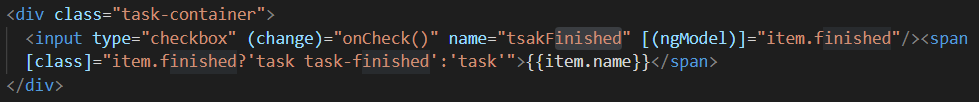 <div class="task-container">
<input type="checkbox" (change)="onCheck()" name="tsakFinished" [(ngModel)]="item.finished"/><span
[class]="item.finished?'task task-finished':'task'">{{item.name}}</span>
</div>